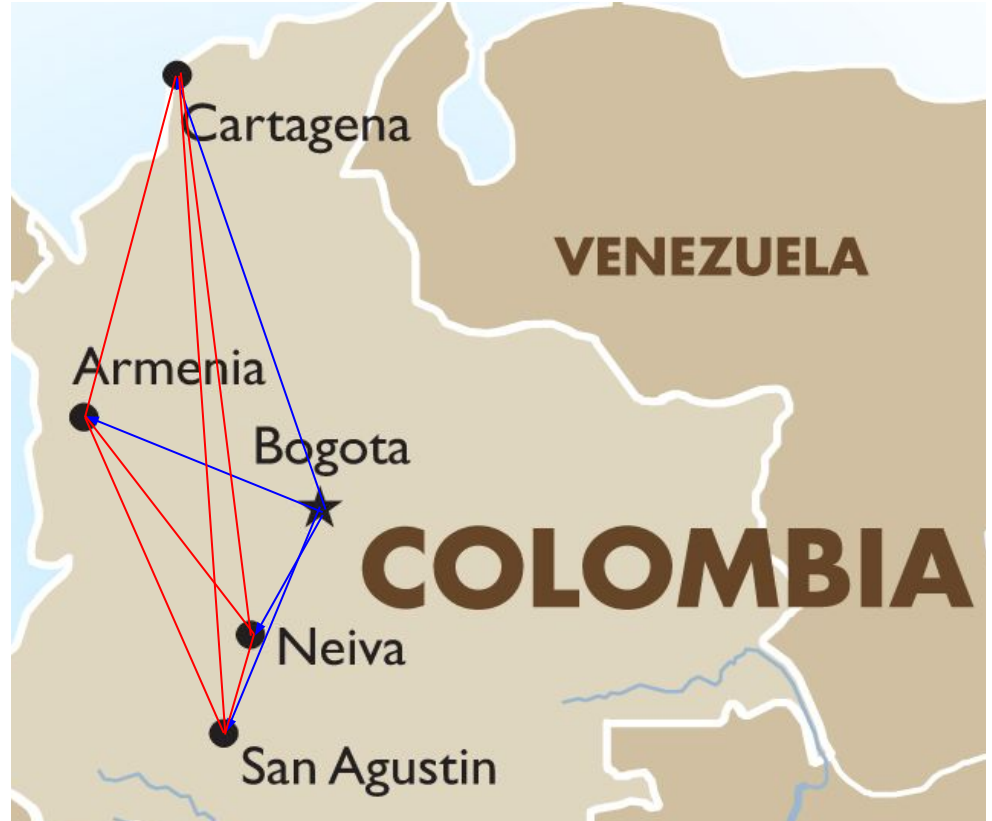 Cartagena
VENEZUELA
Armenia
Bogota
COLOMBIA
Neiva
San Agustin